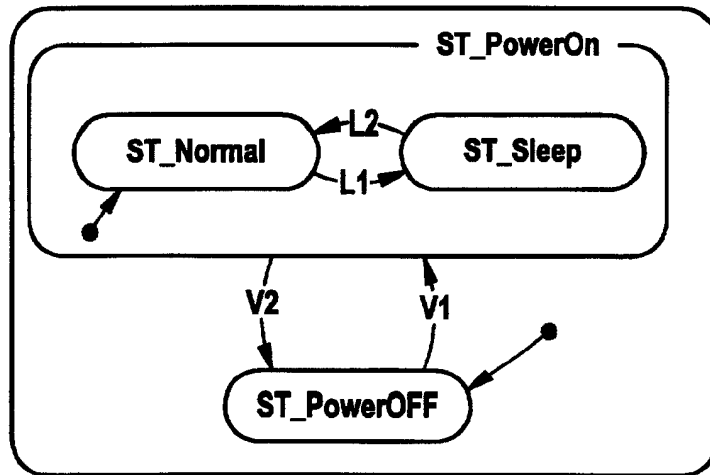 ST_PowerOn
L2
ST_Normal
ST_Sleep
L1
V2
V1
ST_PowerOFF